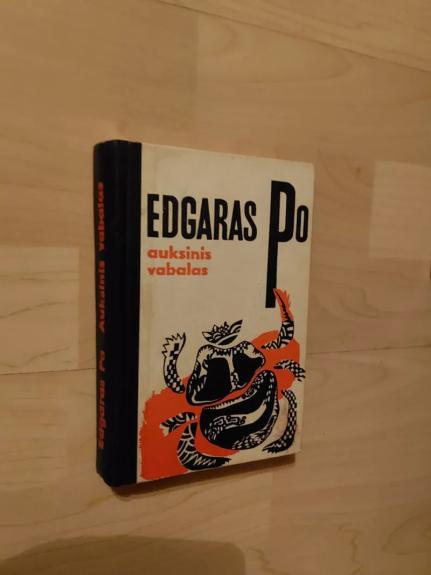 EDGARAS Po
auksinis
vabalas
Edgaras Po Auksinis vabalas